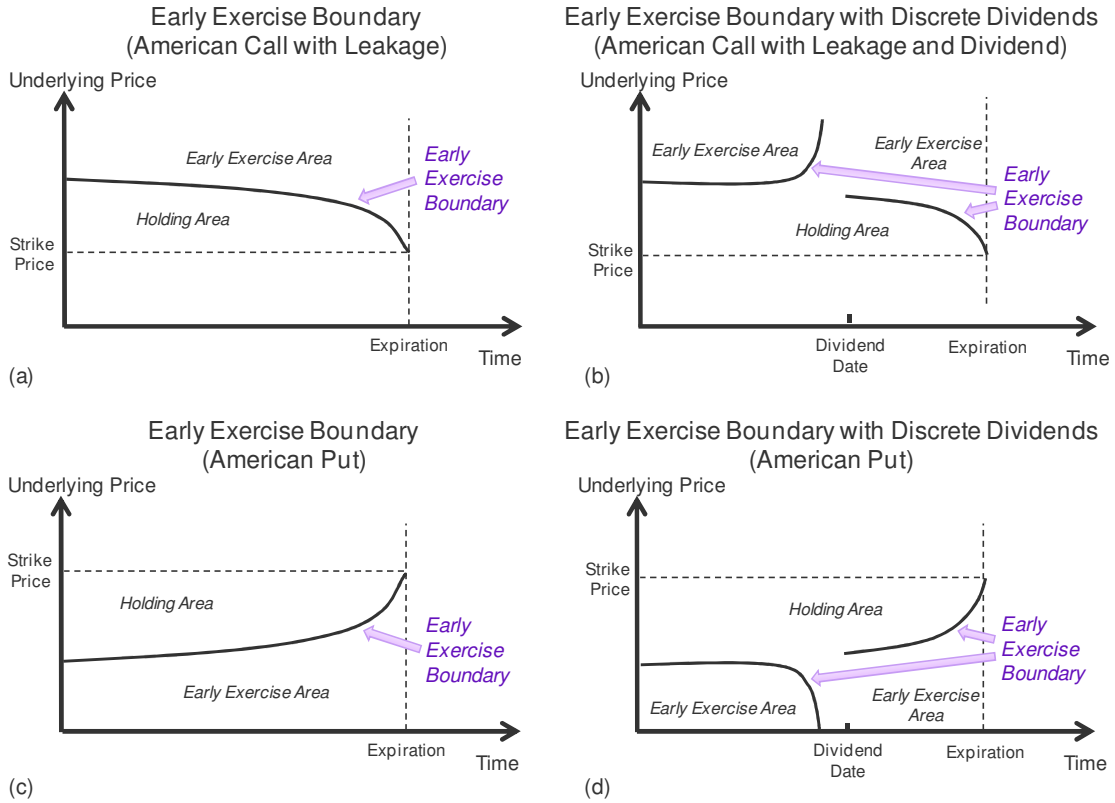 Early Exercise Boundary
(American Call with Leakage)
Underlying Price
Early Exercise Area
Early
Exercise
Boundary
Holding Area
Strike
Price
Expiration
Time
(a)
Early Exercise Boundary with Discrete Dividends
(American Call with Leakage and Dividend)
Underlying Price
Early Exercise Area
Early Exercise
Area
Early
Exercise
Boundary
Holding Area
Strike
Price
Dividend
Date
Expiration
Time
(b)
Early Exercise Boundary
(American Put)
Underlying Price
Strike
Price
Holding Area
Early
Exercise
Boundary
Early Exercise Area
Expiration
Time
(c)
Early Exercise Boundary with Discrete Dividends
(American Put)
Underlying Price
Strike
Price
Holding Area
Early
Exercise
Boundary
Early Exercise Area
Early Exercise
Area
Dividend
Date
Expiration
Time
(d)